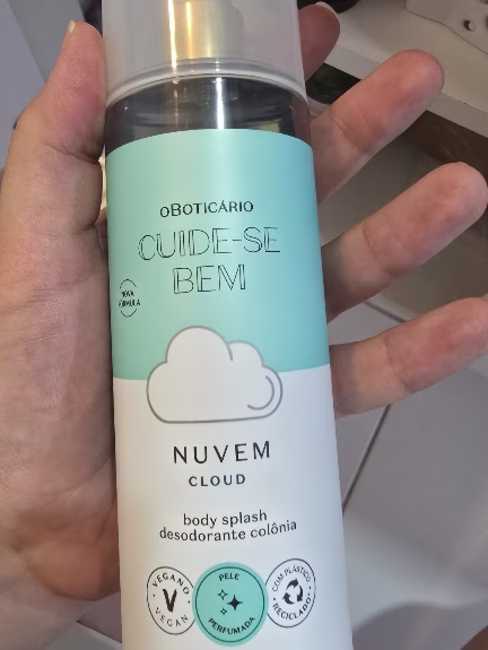 oBOTICÁRIO
CUIDE-SE
BEM
NOVA
FÓRMULA
NUVEM
CLOUD
body splash
desodorante colônia
VEGANO
V
VEGAN
PELE
PERFUMADA
COM PLÁSTICO
RECICLADO